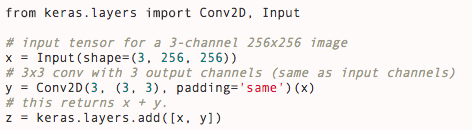 from keras.layers import Conv2D, Input
# input tensor for a 3-channel 256x256 image
x = Input(shape=(3, 256, 256))
# 3x3 conv with 3 output channels (same as input channels)
y = Conv2D(3, (3, 3), padding='same')(x)
# this returns x + y.
z = keras.layers.add([x, y])